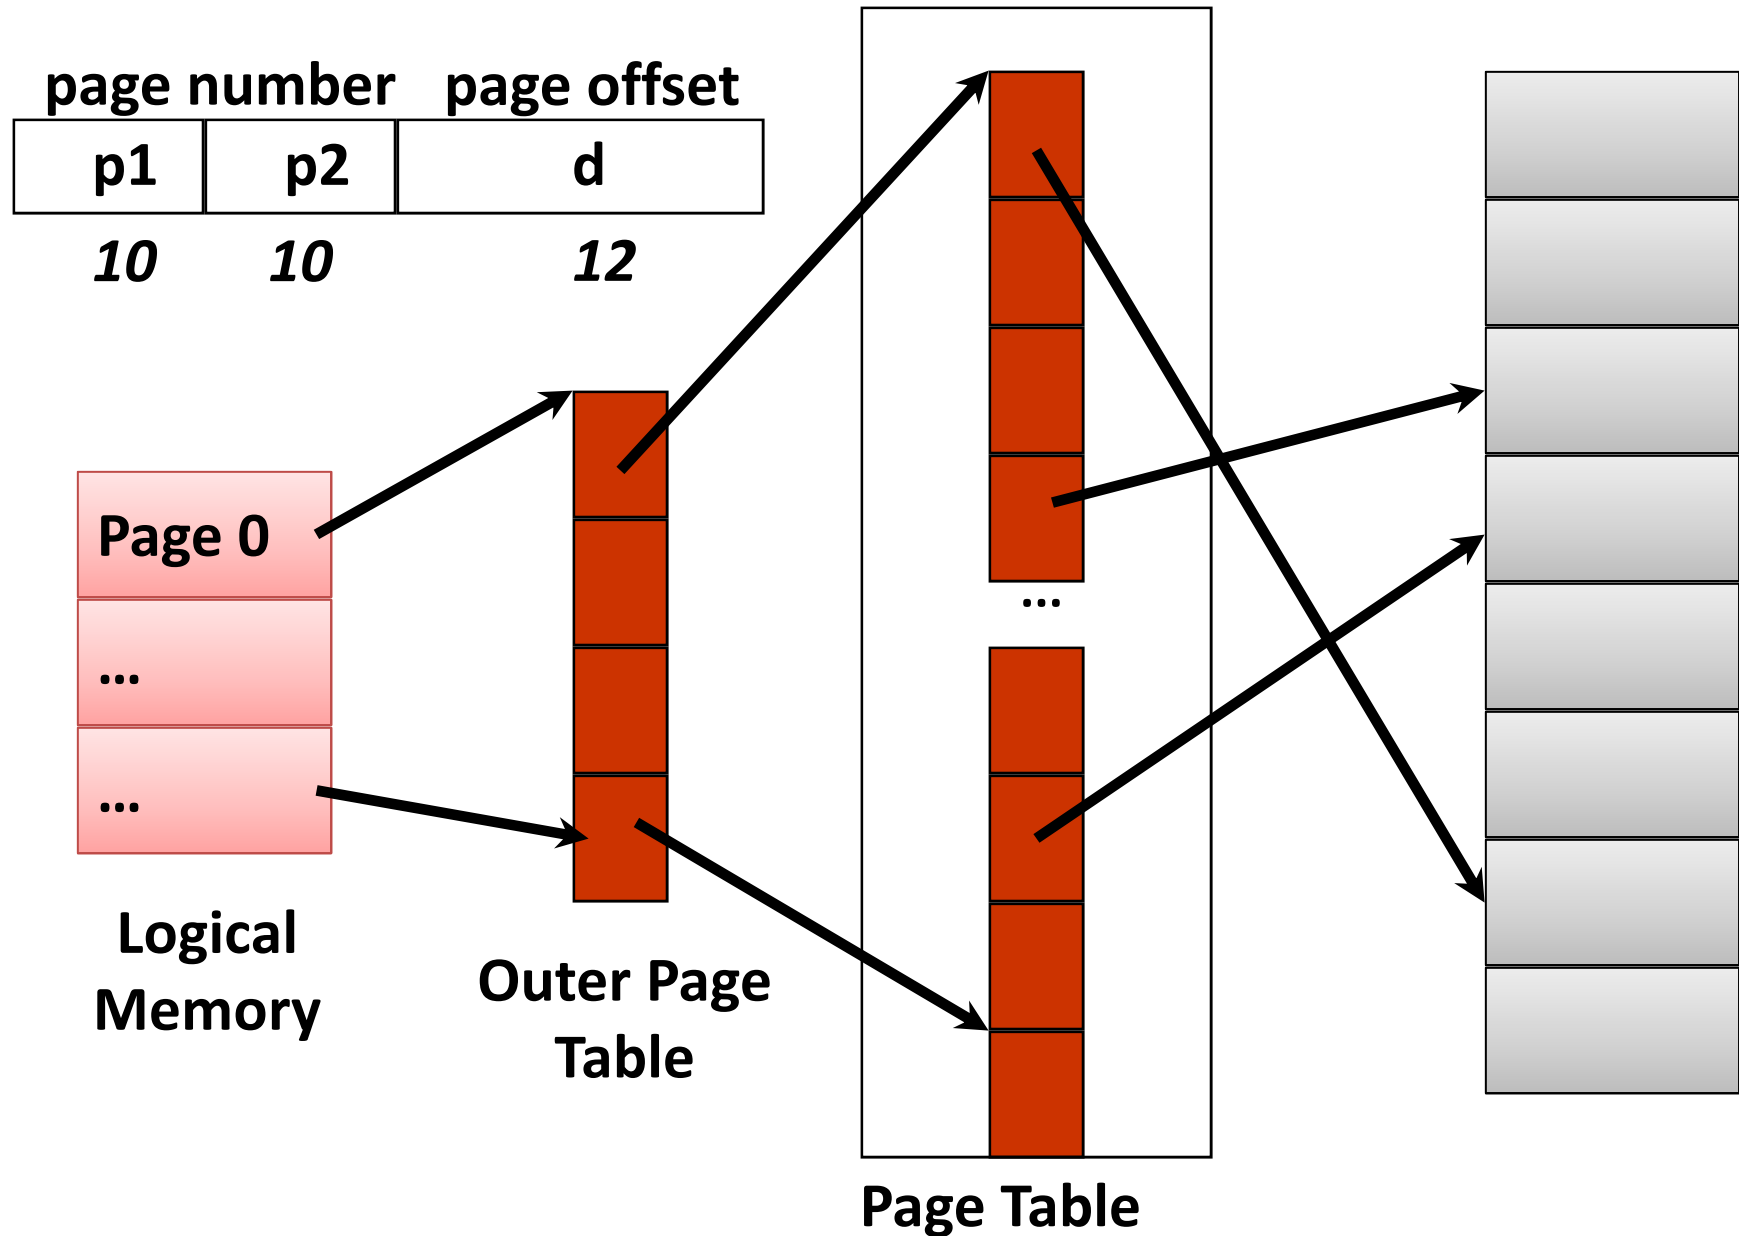 page number page offset
p1 p2 d
10 10 12
Page 0
...
...
...
Logical
Memory
Outer Page
Table
Page Table